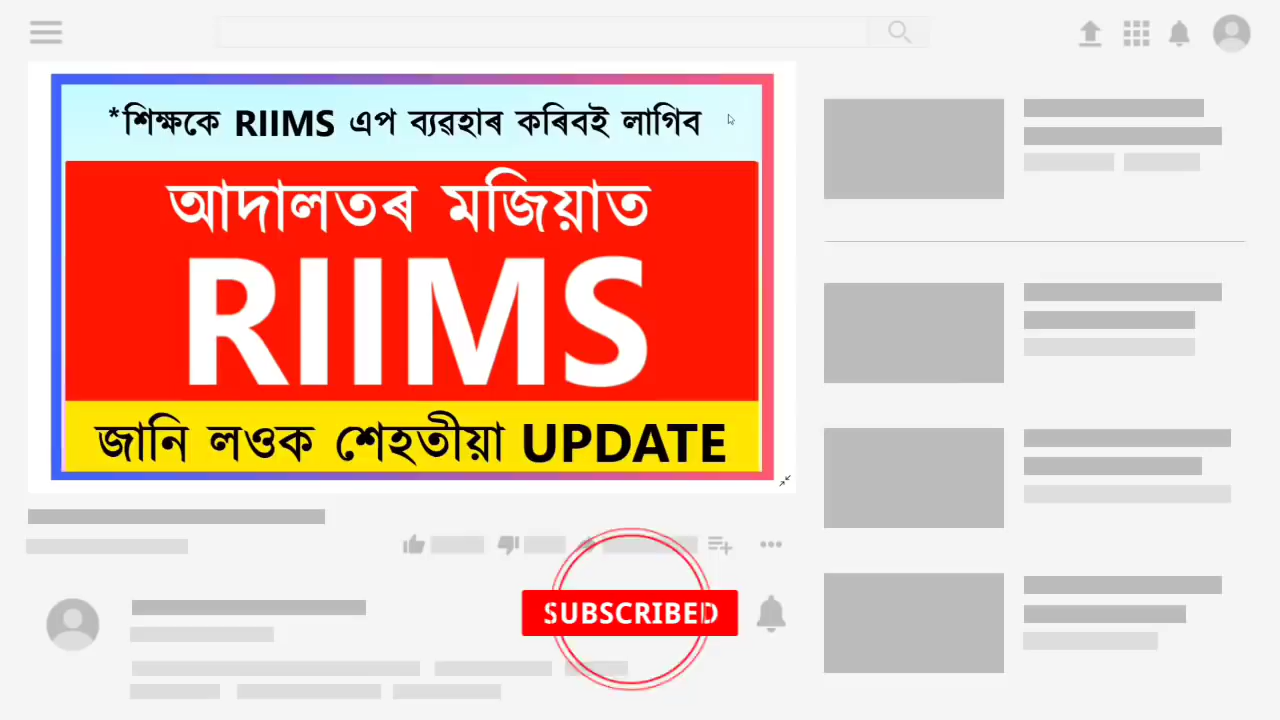 *শিক্ষকে RIIMS এপ ব্যৱহাৰ কৰিবই লাগিব
আদালতৰ মজিয়াত
RIIMS
জানি লওক শেহতীয়া UPDATE
SUBSCRIBED